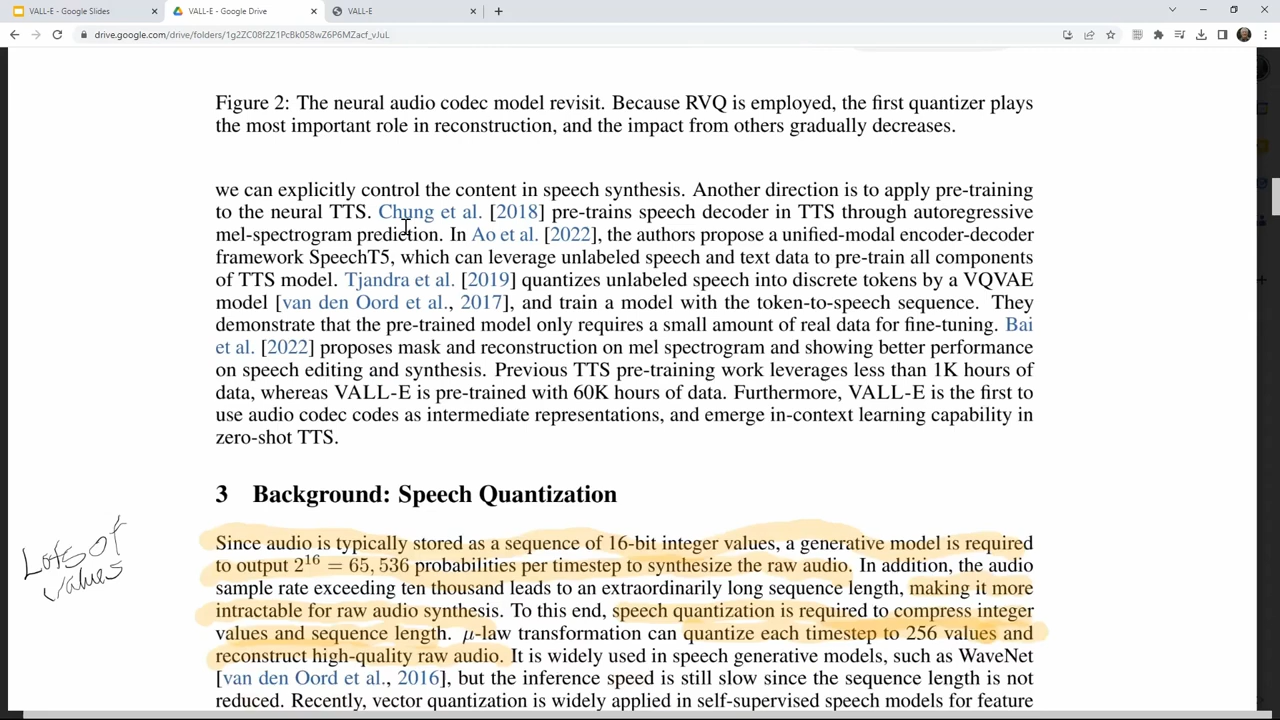 VALL-E - Google Slides
VALL-E - Google Drive
VALL-E
drive.google.com/drive/folders/1g2ZC08f2Z1PcBk058wZ6P6MZacf_vJuL
Figure 2: The neural audio codec model revisit. Because RVQ is employed, the first quantizer plays
the most important role in reconstruction, and the impact from others gradually decreases.
we can explicitly control the content in speech synthesis. Another direction is to apply pre-training
to the neural TTS. Chung et al. [2018] pre-trains speech decoder in TTS through autoregressive
mel-spectrogram prediction. In Ao et al. [2022], the authors propose a unified-modal encoder-decoder
framework SpeechT5, which can leverage unlabeled speech and text data to pre-train all components
of TTS model. Tjandra et al. [2019] quantizes unlabeled speech into discrete tokens by a VQVAE
model [van den Oord et al., 2017], and train a model with the token-to-speech sequence. They
demonstrate that the pre-trained model only requires a small amount of real data for fine-tuning. Bai
et al. [2022] proposes mask and reconstruction on mel spectrogram and showing better performance
on speech editing and synthesis. Previous TTS pre-training work leverages less than 1K hours of
data, whereas VALL-E is pre-trained with 60K hours of data. Furthermore, VALL-E is the first to
use audio codec codes as intermediate representations, and emerge in-context learning capability in
zero-shot TTS.
3 Background: Speech Quantization
Lots of
values
Since audio is typically stored as a sequence of 16-bit integer values, a generative model is required
to output 2^16 = 65,536 probabilities per timestep to synthesize the raw audio. In addition, the audio
sample rate exceeding ten thousand leads to an extraordinarily long sequence length, making it more
intractable for raw audio synthesis. To this end, speech quantization is required to compress integer
values and sequence length. μ-law transformation can quantize each timestep to 256 values and
reconstruct high-quality raw audio. It is widely used in speech generative models, such as WaveNet
[van den Oord et al., 2016], but the inference speed is still slow since the sequence length is not
reduced. Recently, vector quantization is widely applied in self-supervised speech models for feature